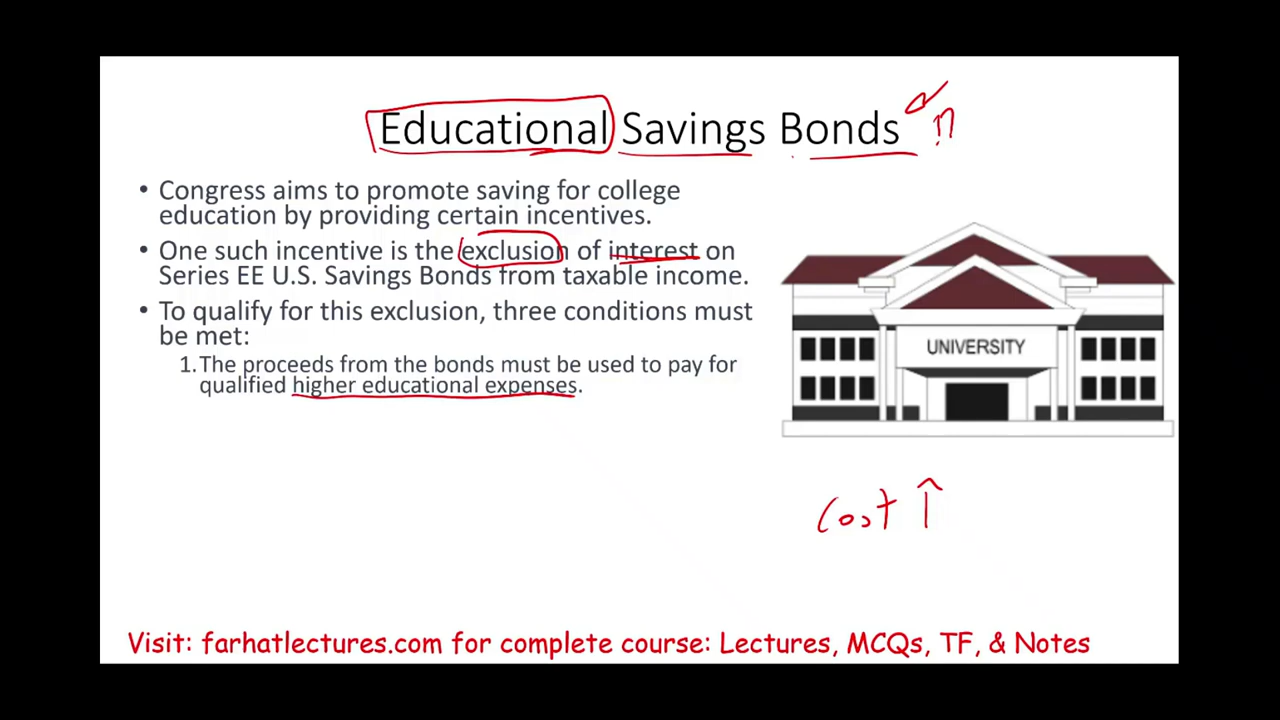 Educational Savings Bonds
• Congress aims to promote saving for college
education by providing certain incentives.
• One such incentive is the exclusion of interest on
Series EE U.S. Savings Bonds from taxable income.
• To qualify for this exclusion, three conditions must
be met:
1. The proceeds from the bonds must be used to pay for
qualified higher educational expenses.
UNIVERSITY
Cost ↑
Visit: farhatlectures.com for complete course: Lectures, MCQs, TF, & Notes